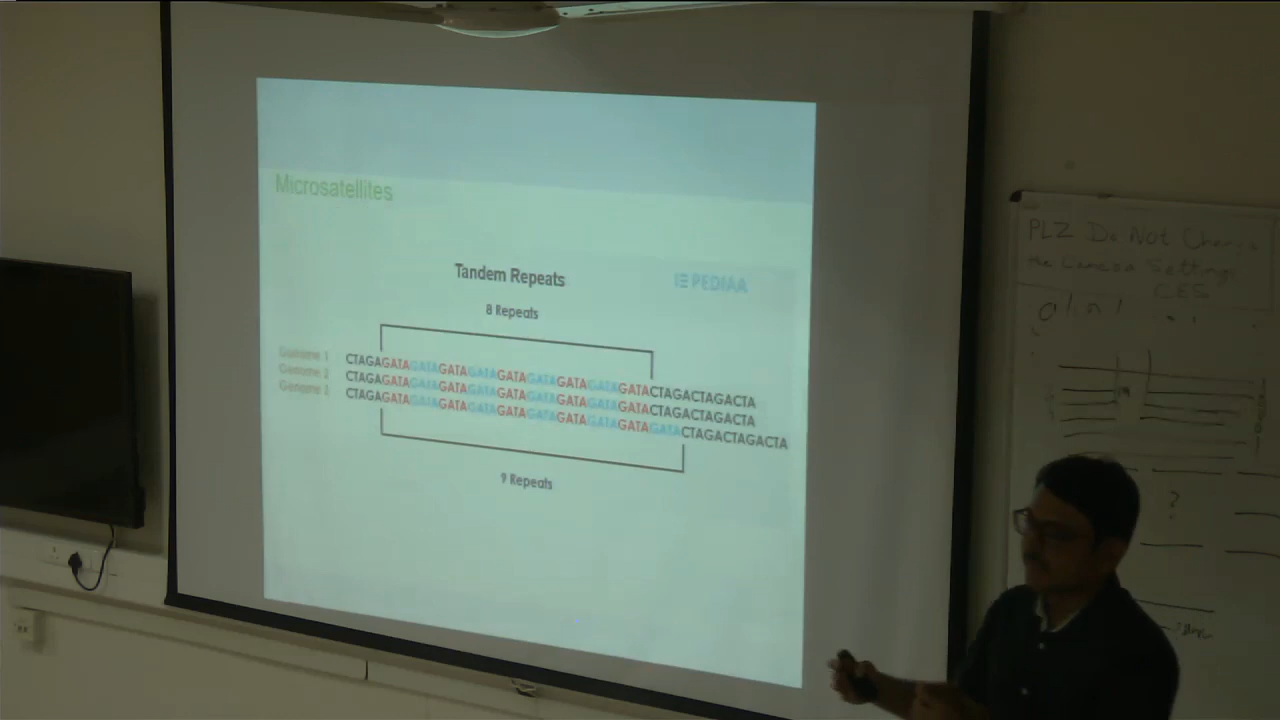 Microsatellites
Tandem Repeats
PEDIAA
8 Repeats
Genome 1 CTAGAGATAGATAGATAGATAGATAGATAGATAGATAGATACTAGACTAGACTA
Genome 2 CTAGAGATAGATAGATAGATAGATAGATAGATAGATAGATACTAGACTAGACTA
Genome 3 CTAGAGATAGATAGATAGATAGATAGATAGATAGATAGATAGATACTAGACTAGACTA
9 Repeats
PLZ Do Not Change
the Camera Settings
CES
?